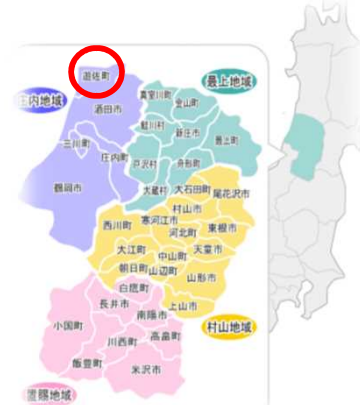 遊佐町
庄内地域
酒田市
三川町
庄内町
鶴岡市
最上地域
真室川町
金山町
鮭川村
新庄市
最上町
戸沢村
舟形町
大蔵村
大石田町
尾花沢市
村山市
西川町
寒河江市
河北町
東根市
大江町
中山町
天童市
朝日町
山辺町
山形市
上山市
村山地域
白鷹町
長井市
南陽市
小国町
川西町
高畠町
飯豊町
米沢市
置賜地域